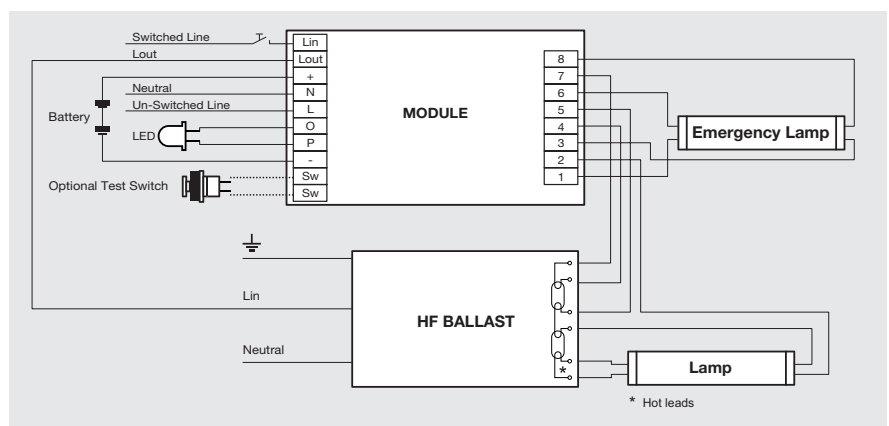 Switched Line
Lout
Neutral
Un-Switched Line
Battery
LED
Optional Test Switch
Lin
Lout
+
N
L
O
P
-
Sw
Sw
MODULE
8
7
6
5
4
3
2
1
Emergency Lamp
Lin
Neutral
HF BALLAST
*
Lamp
* Hot leads